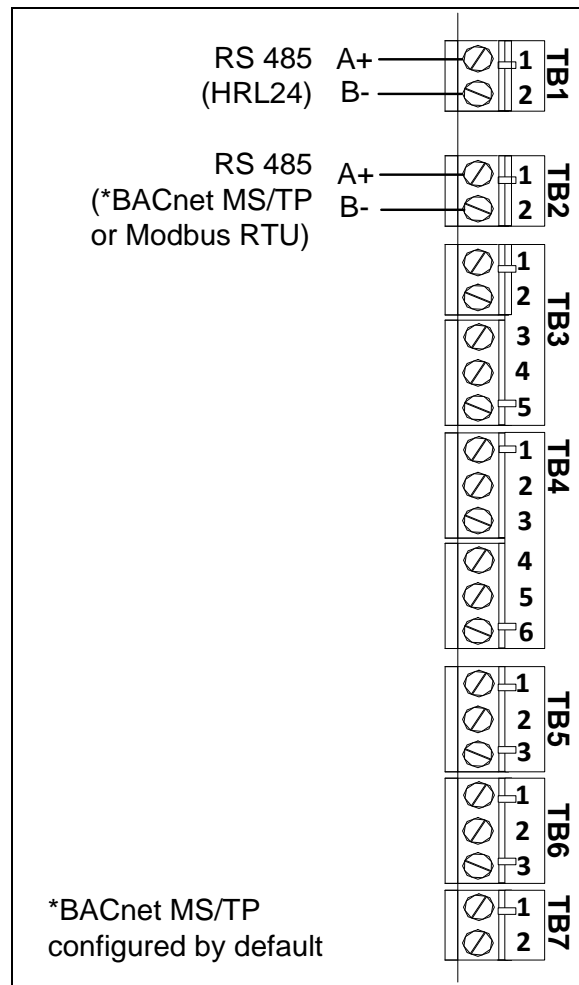 RS 485 A+ 1
(HRL24) B- 2
TB1
RS 485 A+ 1
(*BACnet MS/TP B- 2
or Modbus RTU)
TB2
1
2
3
4
5
TB3
1
2
3
4
5
6
TB4
1
2
3
TB5
1
2
3
TB6
1
2
TB7
*BACnet MS/TP
configured by default